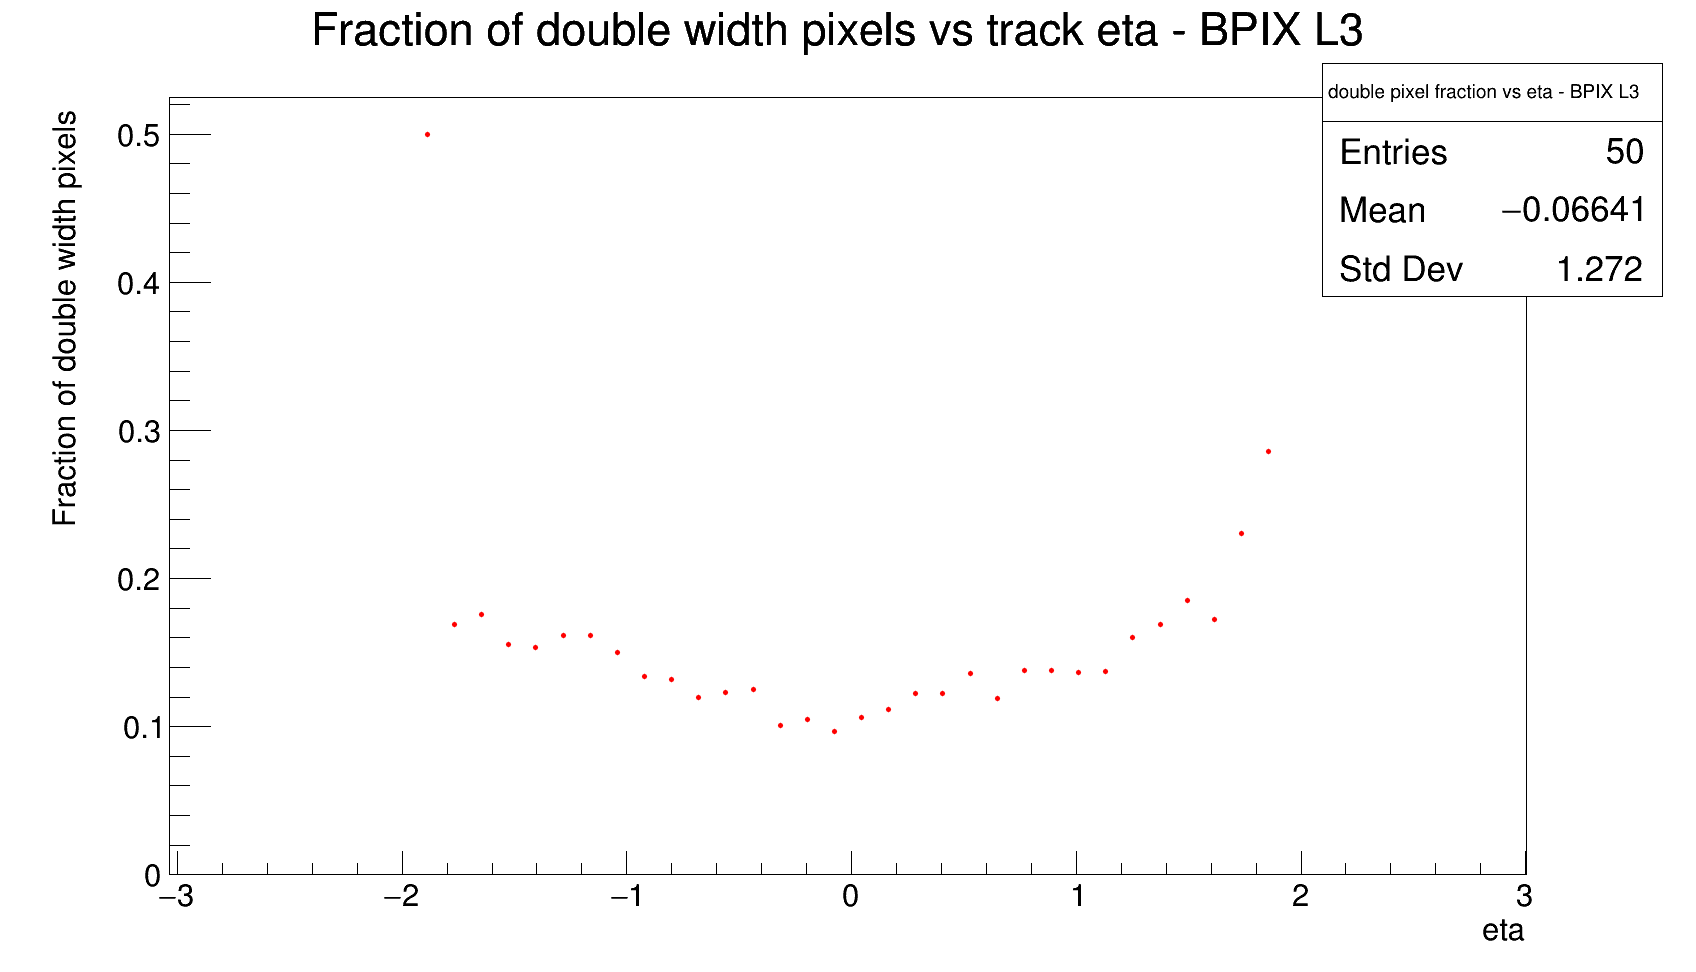 Fraction of double width pixels vs track eta - BPIX L3
double pixel fraction vs eta - BPIX L3
Entries 50
Mean −0.06641
Std Dev 1.272
Fraction of double width pixels
0.5
0.4
0.3
0.2
0.1
0
−3 −2 −1 0 1 2 3
eta